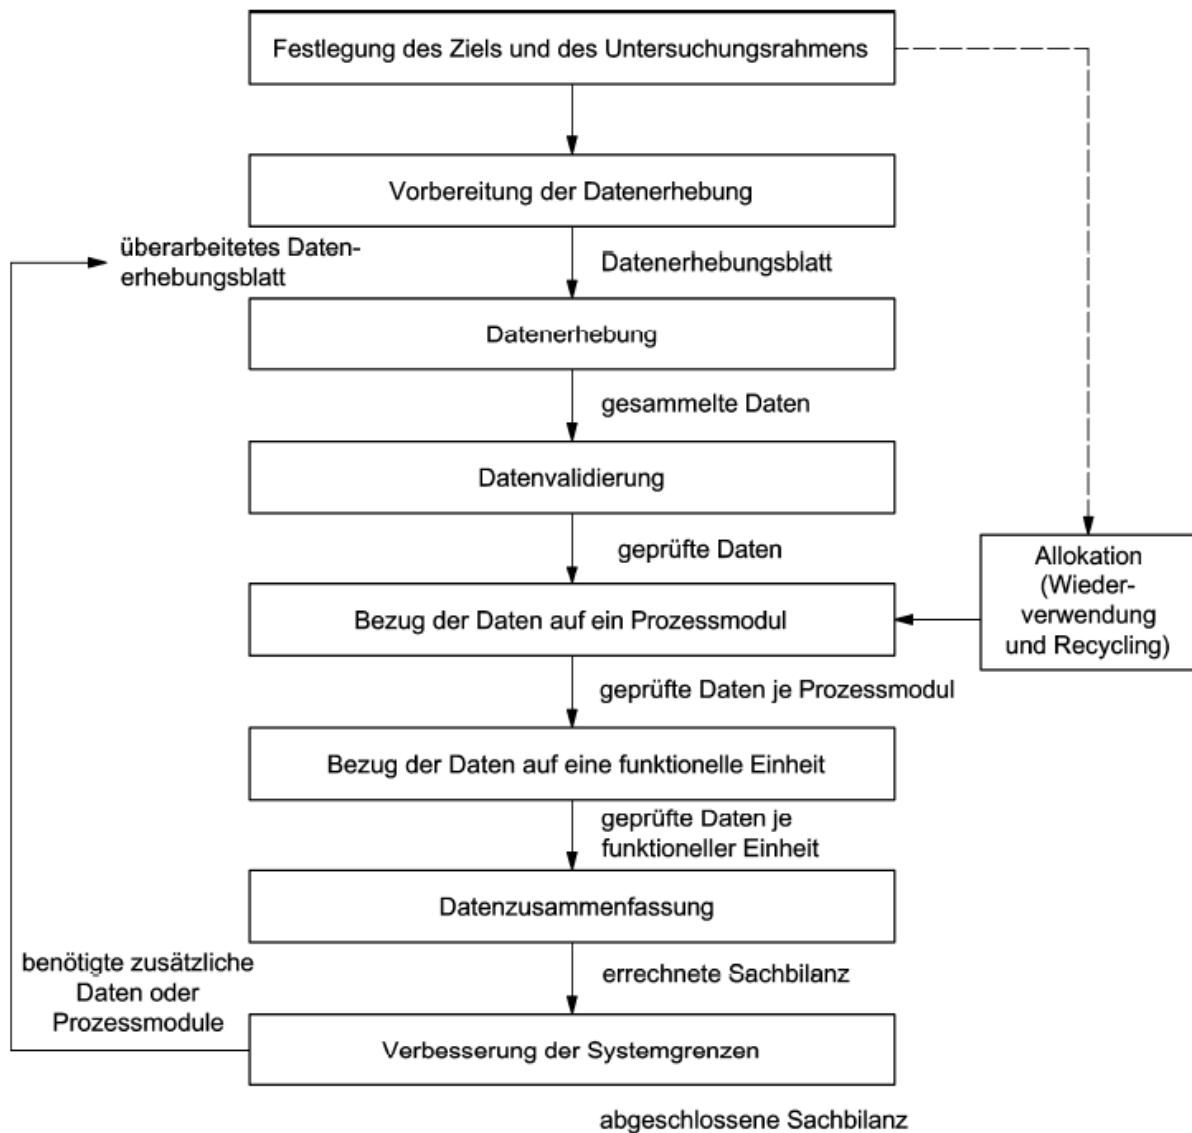 Festlegung des Ziels und des Untersuchungsrahmens
Vorbereitung der Datenerhebung
überarbeitetes Daten-
erhebungsblatt
Datenerhebungsblatt
Datenerhebung
gesammelte Daten
Datenvalidierung
geprüfte Daten
Allokation
(Wieder-
verwendung
und Recycling)
Bezug der Daten auf ein Prozessmodul
geprüfte Daten je Prozessmodul
Bezug der Daten auf eine funktionelle Einheit
geprüfte Daten je
funktioneller Einheit
Datenzusammenfassung
benötigte zusätzliche
Daten oder
Prozessmodule
errechnete Sachbilanz
Verbesserung der Systemgrenzen
abgeschlossene Sachbilanz